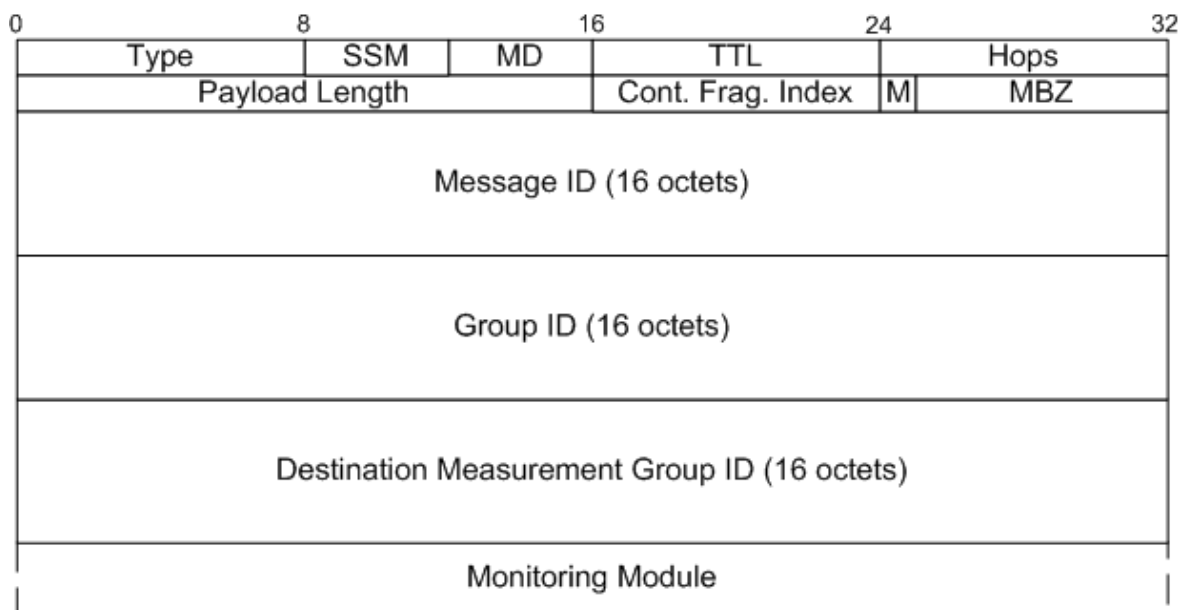 0 8 16 24 32
Type SSM MD TTL Hops
Payload Length Cont. Frag. Index M MBZ
Message ID (16 octets)
Group ID (16 octets)
Destination Measurement Group ID (16 octets)
Monitoring Module